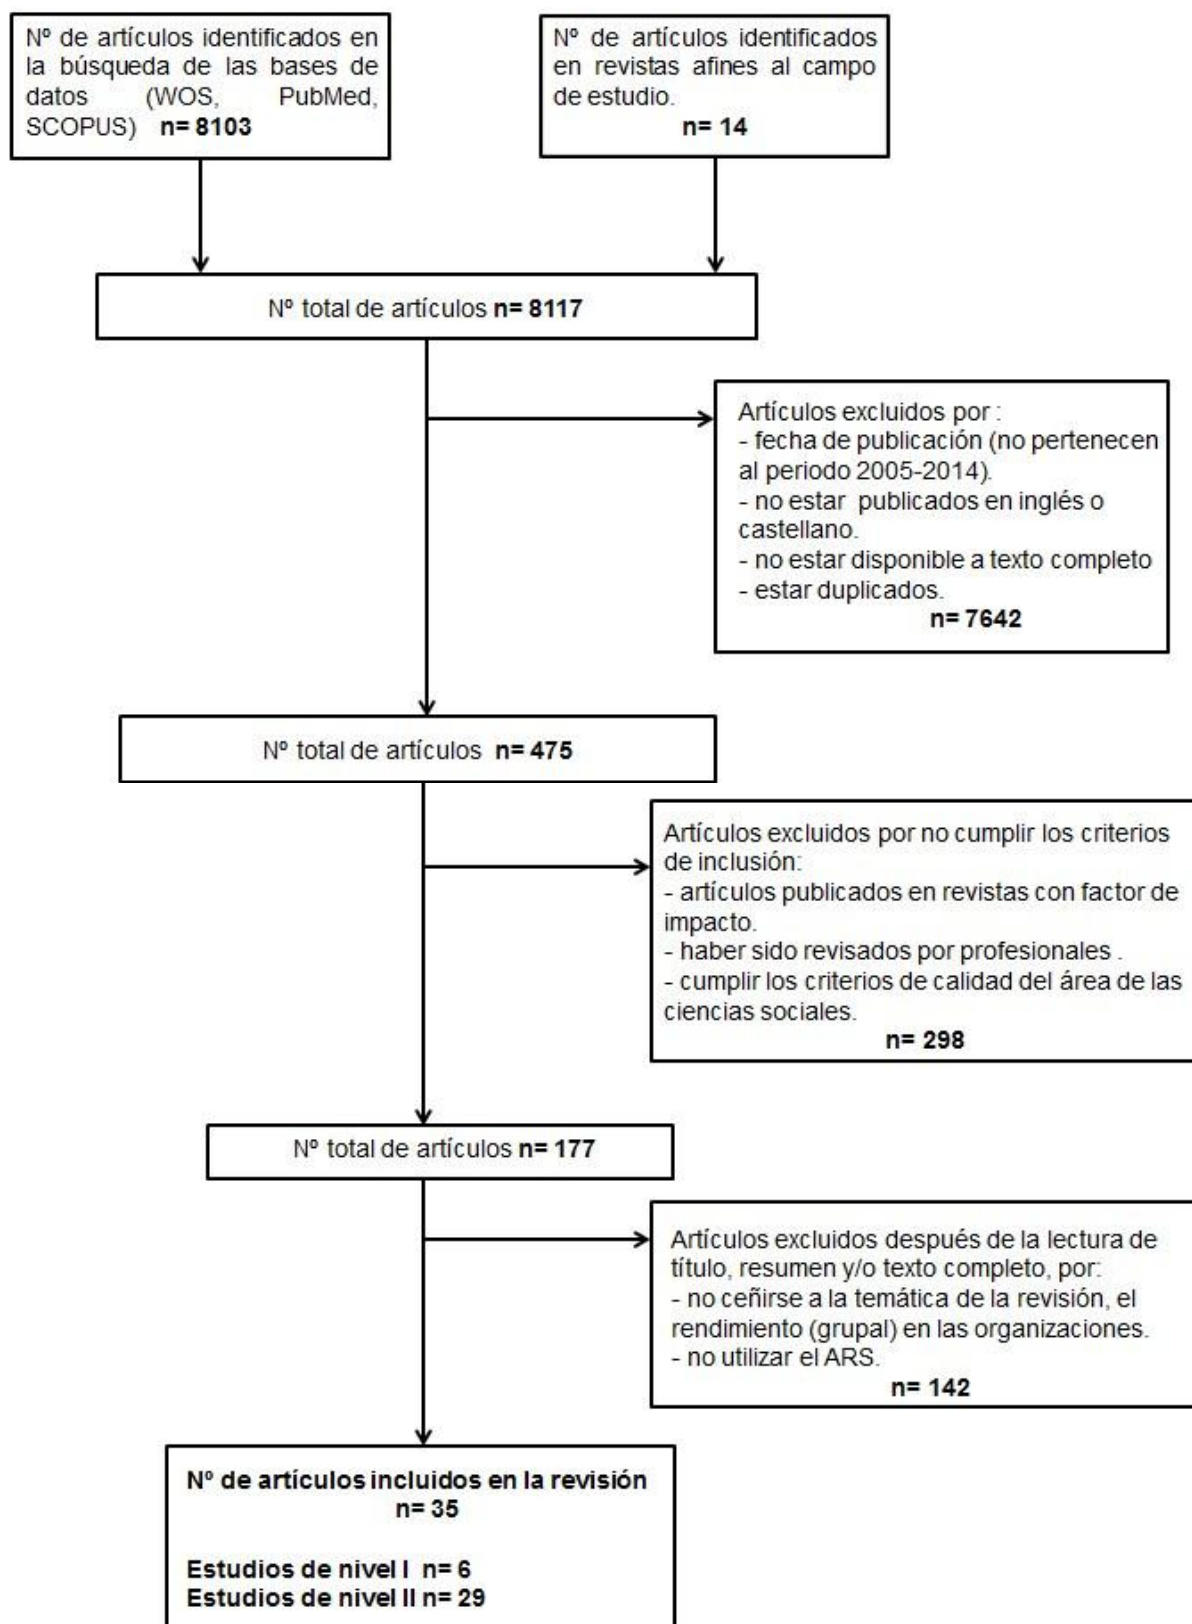 Nº de artículos identificados en
la búsqueda de las bases de
datos (WOS, PubMed,
SCOPUS) n= 8103
Nº de artículos identificados
en revistas afines al campo
de estudio.
n= 14
Nº total de artículos n= 8117
Artículos excluidos por :
- fecha de publicación (no pertenecen
al periodo 2005-2014).
- no estar publicados en inglés o
castellano.
- no estar disponible a texto completo
- estar duplicados.
n= 7642
Nº total de artículos n= 475
Artículos excluidos por no cumplir los criterios
de inclusión:
- artículos publicados en revistas con factor de
impacto.
- haber sido revisados por profesionales .
- cumplir los criterios de calidad del área de las
ciencias sociales.
n= 298
Nº total de artículos n= 177
Artículos excluidos después de la lectura de
título, resumen y/o texto completo, por:
- no ceñirse a la temática de la revisión, el
rendimiento (grupal) en las organizaciones.
- no utilizar el ARS.
n= 142
Nº de artículos incluidos en la revisión
n= 35
Estudios de nivel I n= 6
Estudios de nivel II n= 29